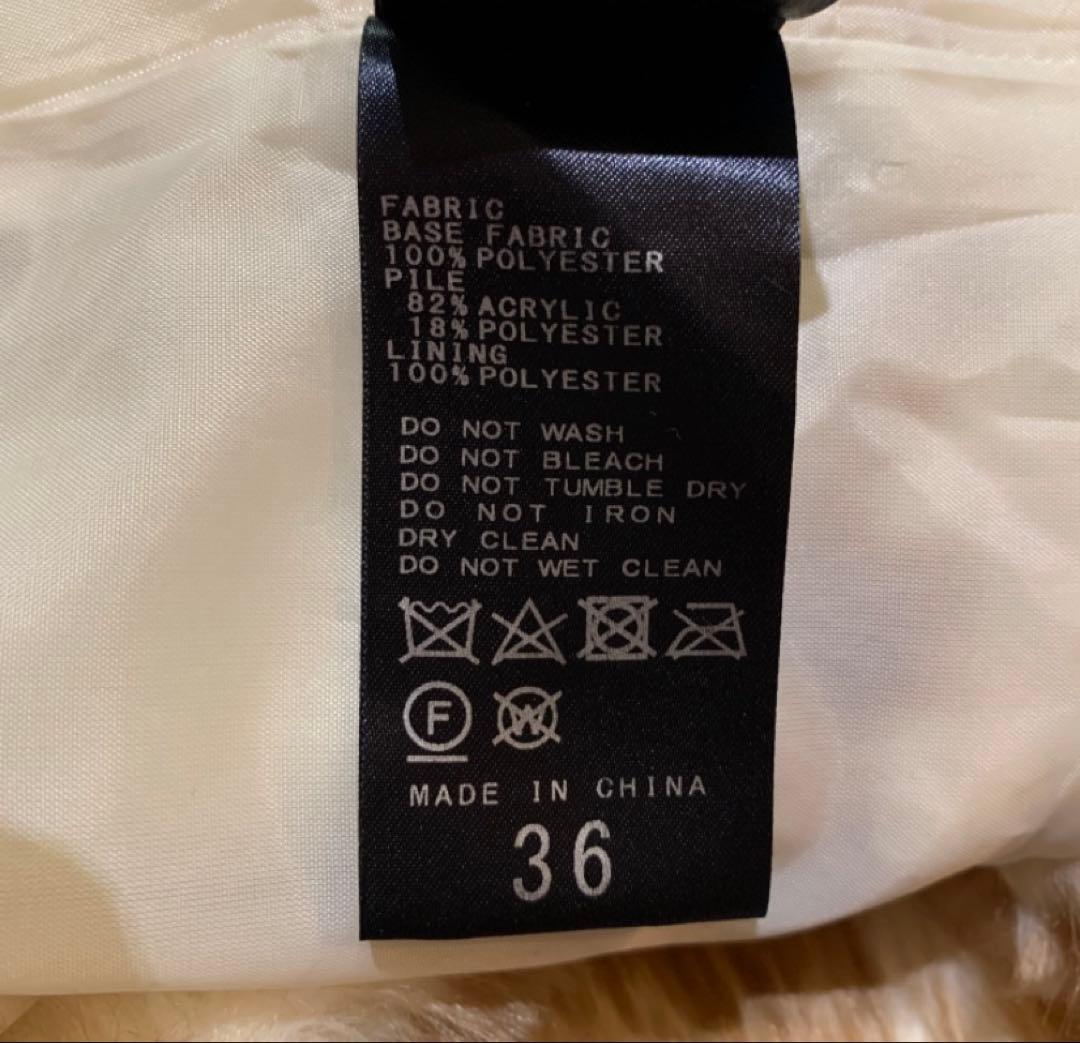 FABRIC
BASE FABRIC
100% POLYESTER
PILE
82% ACRYLIC
18% POLYESTER
LINING
100% POLYESTER
DO NOT WASH
DO NOT BLEACH
DO NOT TUMBLE DRY
DO NOT IRON
DRY CLEAN
DO NOT WET CLEAN
F W
MADE IN CHINA
36